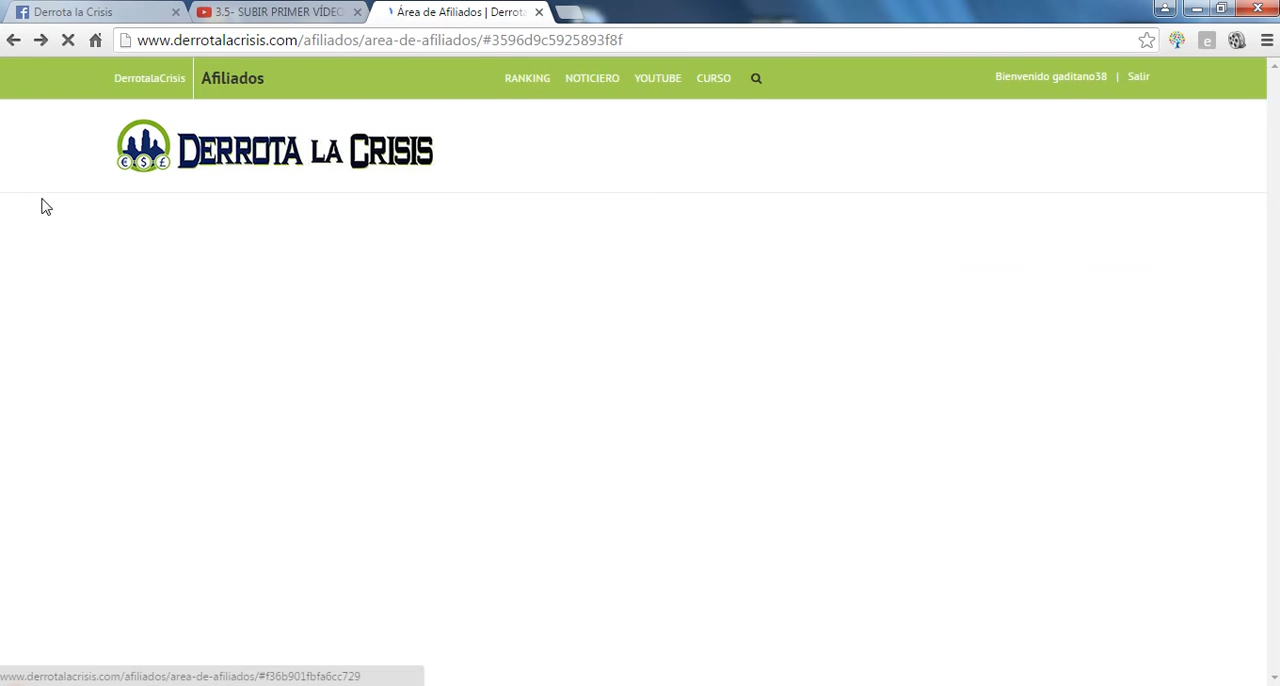 Derrota la Crisis
3.5- SUBIR PRIMER VÍDEO
Área de Afiliados | Derrota
www.derrotalacrisis.com/afiliados/area-de-afiliados/#3596d9c5925893f8f
DerrotalaCrisis
Afiliados
RANKING
NOTICIERO
YOUTUBE
CURSO
Bienvenido gaditano38 | Salir
€ $ £
DERROTA LA CRISIS
www.derrotalacrisis.com/afiliados/area-de-afiliados/#f36b901fbfa6cc729